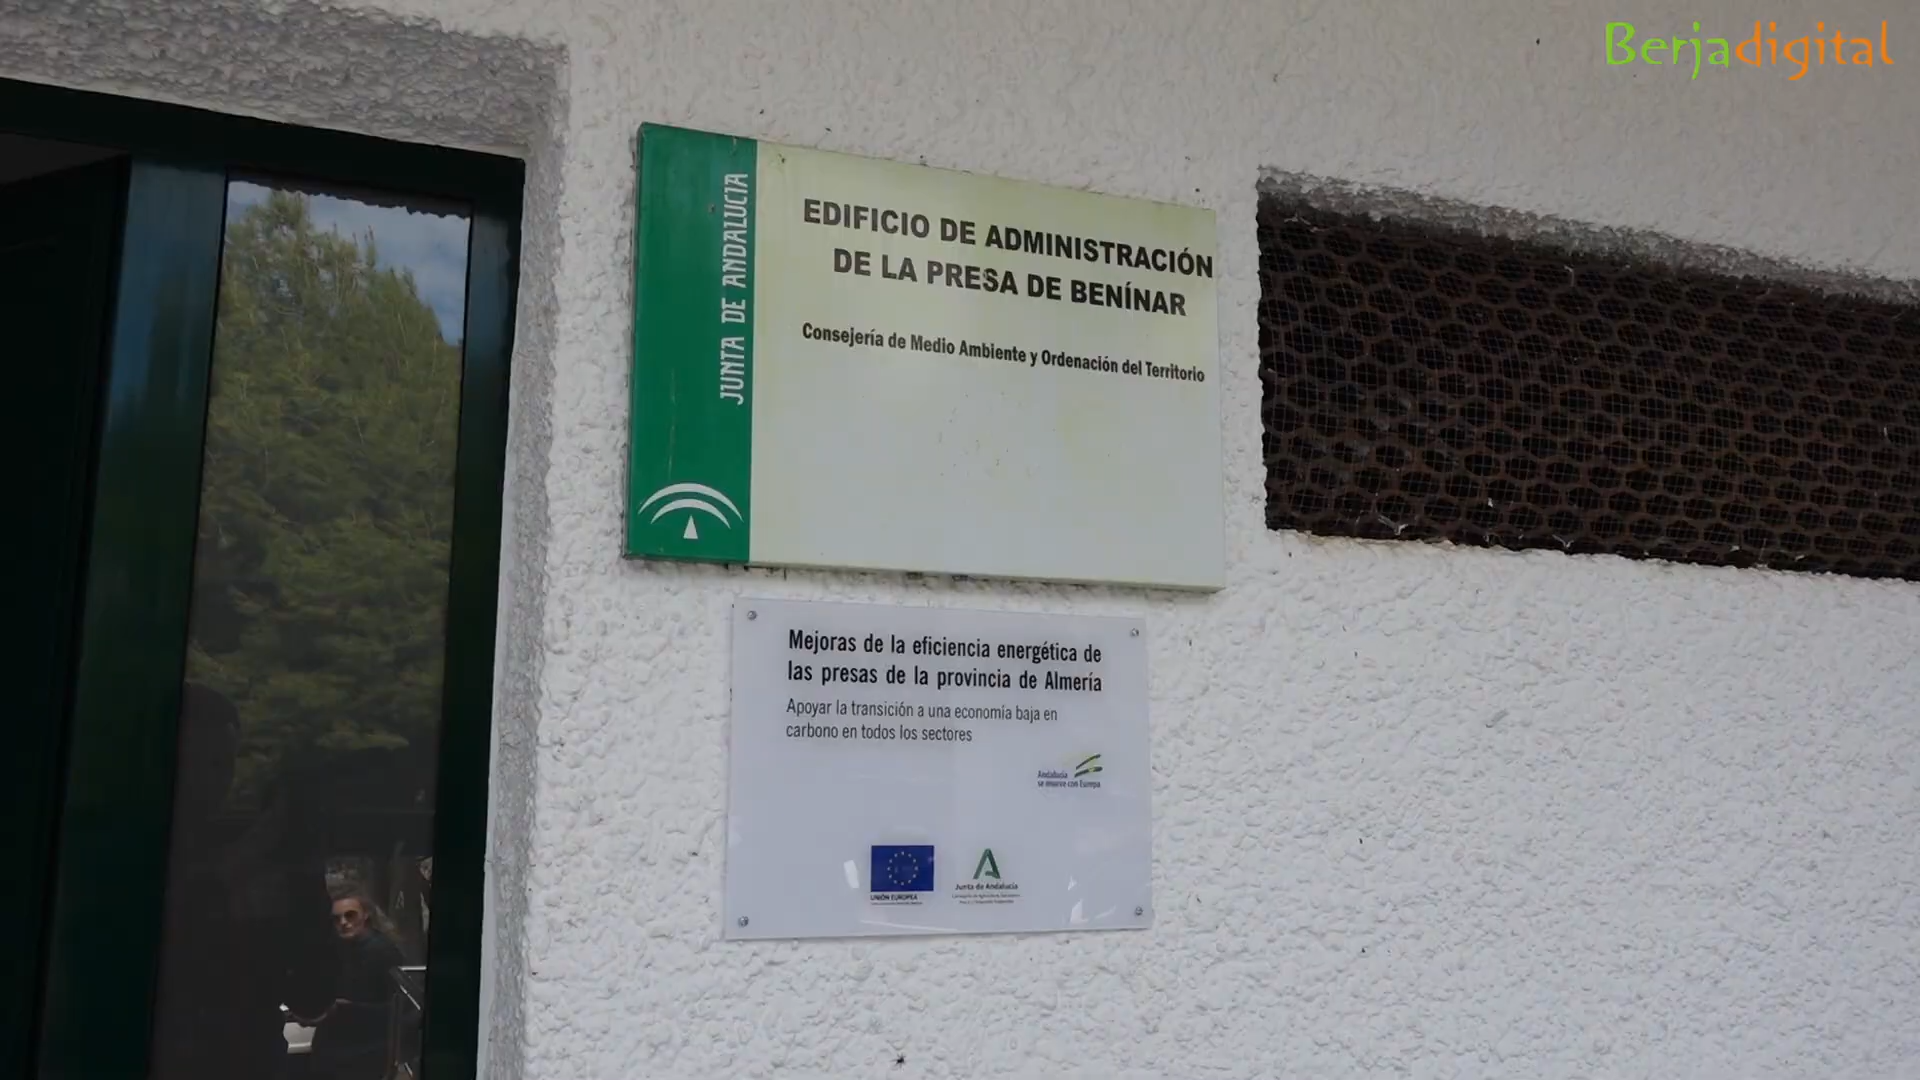 Berjadigital
JUNTA DE ANDALUCIA
EDIFICIO DE ADMINISTRACIÓN
DE LA PRESA DE BENÍNAR
Consejería de Medio Ambiente y Ordenación del Territorio
Mejoras de la eficiencia energética de
las presas de la provincia de Almería
Apoyar la transición a una economía baja en
carbono en todos los sectores
Andalucía
se mueve con Europa
UNIÓN EUROPEA
Junta de Andalucía